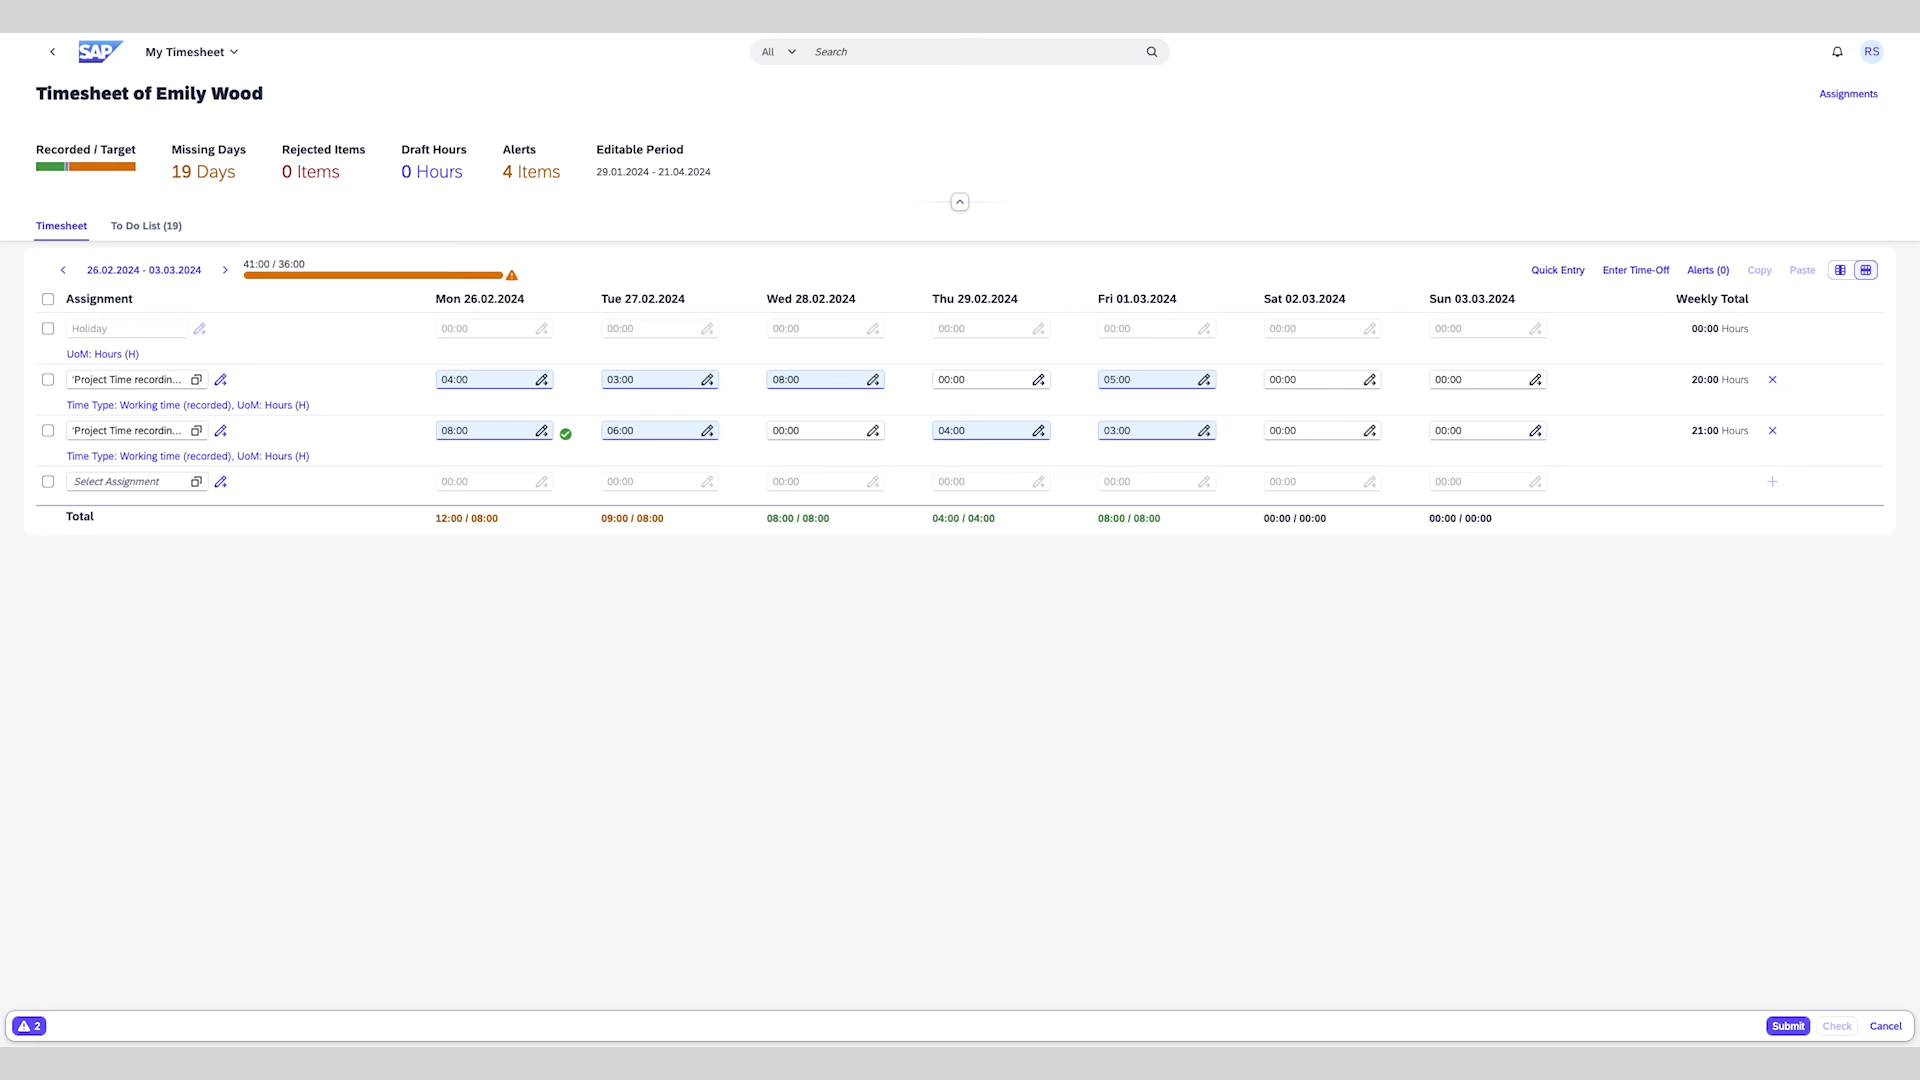 SAP My Timesheet All Search RS
Timesheet of Emily Wood Assignments
Recorded / Target Missing Days Rejected Items Draft Hours Alerts Editable Period
19 Days 0 Items 0 Hours 4 Items 29.01.2024 - 21.04.2024
Timesheet To Do List (19)
26.02.2024 - 03.03.2024 41:00 / 36:00 Quick Entry Enter Time-Off Alerts (0) Copy Paste
Assignment Mon 26.02.2024 Tue 27.02.2024 Wed 28.02.2024 Thu 29.02.2024 Fri 01.03.2024 Sat 02.03.2024 Sun 03.03.2024 Weekly Total
Holiday 00:00 00:00 00:00 00:00 00:00 00:00 00:00 00:00 Hours
UoM: Hours (H)
'Project Time recordin... 04:00 03:00 08:00 00:00 05:00 00:00 00:00 20:00 Hours
Time Type: Working time (recorded), UoM: Hours (H)
'Project Time recordin... 08:00 06:00 00:00 04:00 03:00 00:00 00:00 21:00 Hours
Time Type: Working time (recorded), UoM: Hours (H)
Select Assignment 00:00 00:00 00:00 00:00 00:00 00:00 00:00
Total 12:00 / 08:00 09:00 / 08:00 08:00 / 08:00 04:00 / 04:00 08:00 / 08:00 00:00 / 00:00 00:00 / 00:00
2 Submit Check Cancel